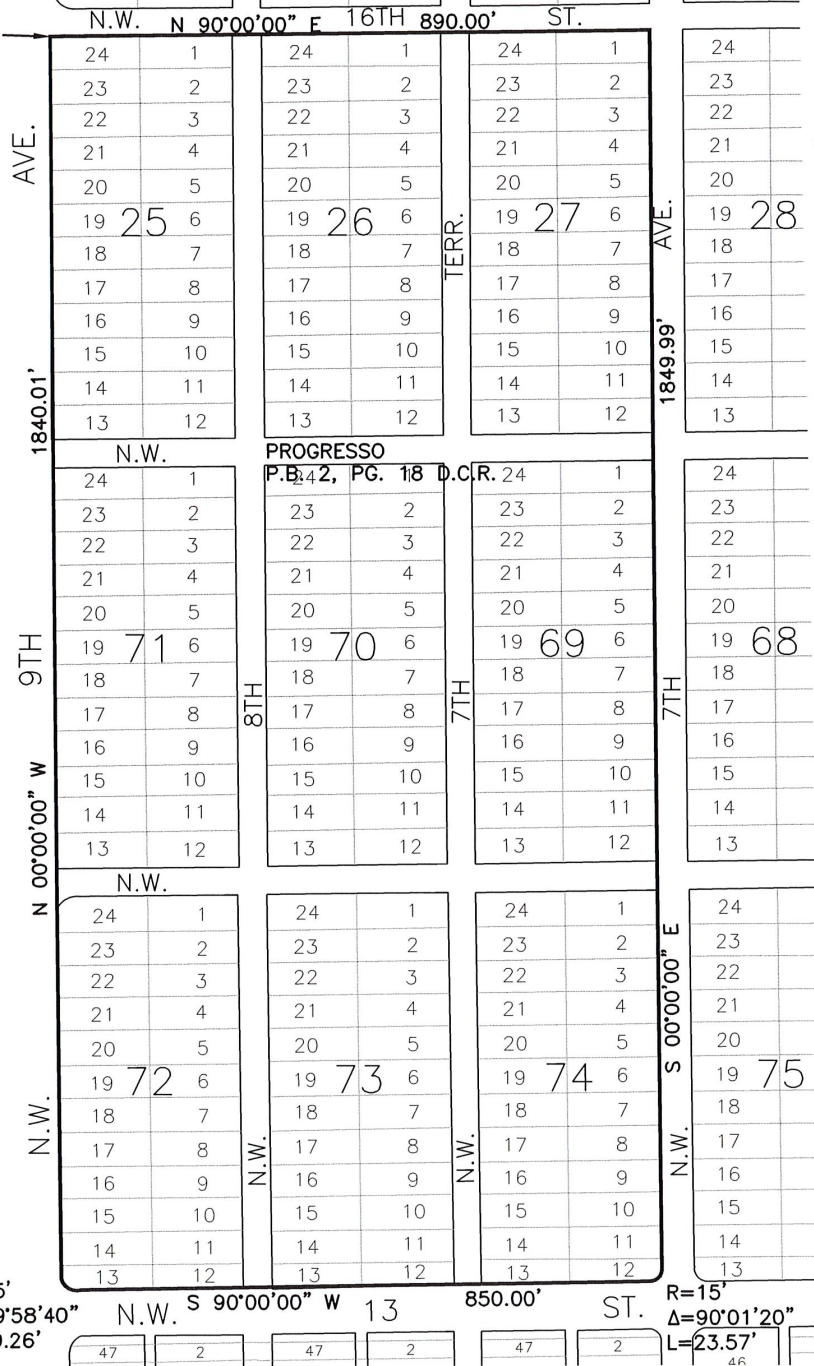 N.W. N 90°00'00" E 16TH 890.00' ST.
24 1 24 1 24 1 24
23 2 23 2 23 2 23
22 3 22 3 22 3 22
21 4 21 4 21 4 21
20 5 20 5 20 5 20
19 25 6 19 26 6 19 27 6 19 28
18 7 18 7 18 7 18
17 8 17 8 17 8 17
16 9 16 9 16 9 16
15 10 15 10 15 10 15
14 11 14 11 14 11 14
13 12 13 12 13 12 13
AVE.
TERR.
AVE.
1840.01'
1849.99'
N.W. PROGRESSO
P.B. 2, PG. 18 D.C.R.
24 1 24 1 24 1 24
23 2 23 2 23 2 23
22 3 22 3 22 3 22
21 4 21 4 21 4 21
20 5 20 5 20 5 20
19 71 6 19 70 6 19 69 6 19 68
18 7 18 7 18 7 18
17 8 17 8 17 8 17
16 9 16 9 16 9 16
15 10 15 10 15 10 15
14 11 14 11 14 11 14
13 12 13 12 13 12 13
9TH
8TH
7TH
7TH
N 00°00'00" W
N.W.
24 1 24 1 24 1 24
23 2 23 2 23 2 23
22 3 22 3 22 3 22
21 4 21 4 21 4 21
20 5 20 5 20 5 20
19 72 6 19 73 6 19 74 6 19 75
18 7 18 7 18 7 18
17 8 17 8 17 8 17
16 9 16 9 16 9 16
15 10 15 10 15 10 15
14 11 14 11 14 11 14
13 12 13 12 13 12 13
S 00°00'00" E
N.W.
N.W.
N.W.
N.W.
5'
9°58'40"
9.26'
N.W. S 90°00'00" W 13 850.00' ST.
R=15'
Δ=90°01'20"
L=23.57'
47 2 47 2 47 2 46